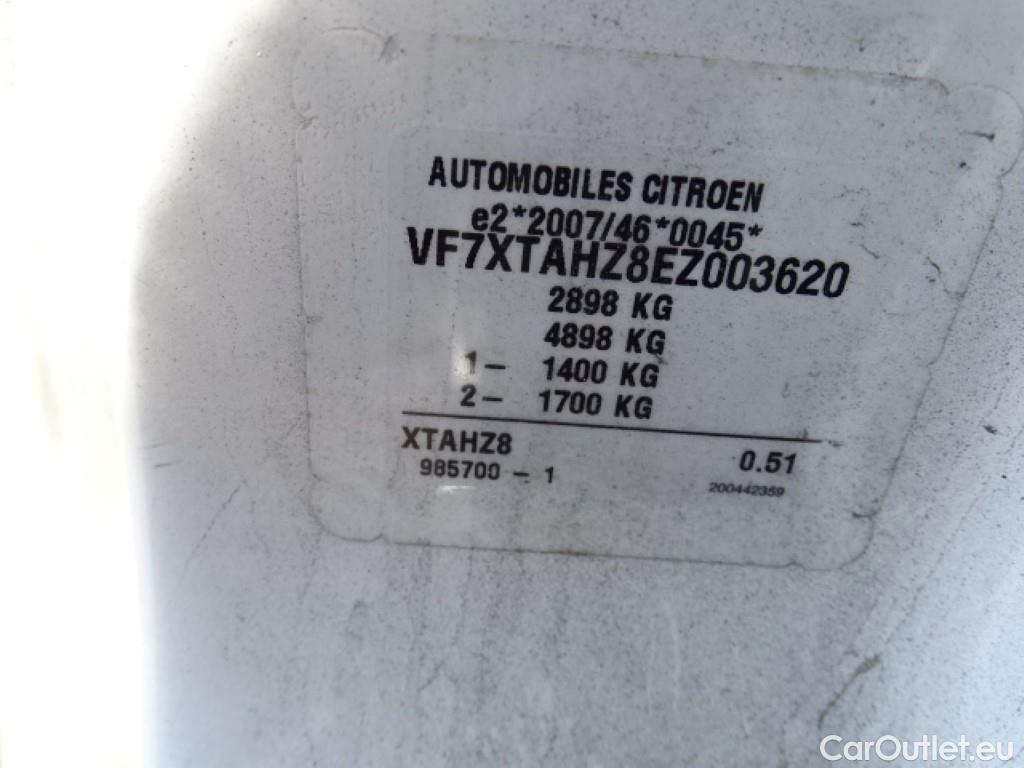 AUTOMOBILES CITROEN
e2*2007/46*0045*
VF7XTAHZ8EZ003620
2898 KG
4898 KG
1- 1400 KG
2- 1700 KG
XTAHZ8 0.51
985700 - 1 200442359
CarOutlet.eu